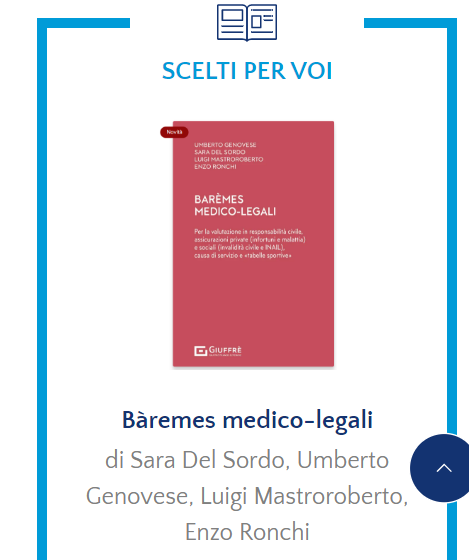 SCELTI PER VOI
Novità
UMBERTO GENOVESE
SARA DEL SORDO
LUIGI MASTROROBERTO
ENZO RONCHI
BARÈMES
MEDICO-LEGALI
Per la valutazione in responsabilità civile,
assicurazioni private (infortuni e malattia)
e sociali (invalidità civile e INAIL),
causa di servizio e «tabelle sportive»
GIUFFRÈ
Bàremes medico-legali
di Sara Del Sordo, Umberto
Genovese, Luigi Mastroroberto,
Enzo Ronchi